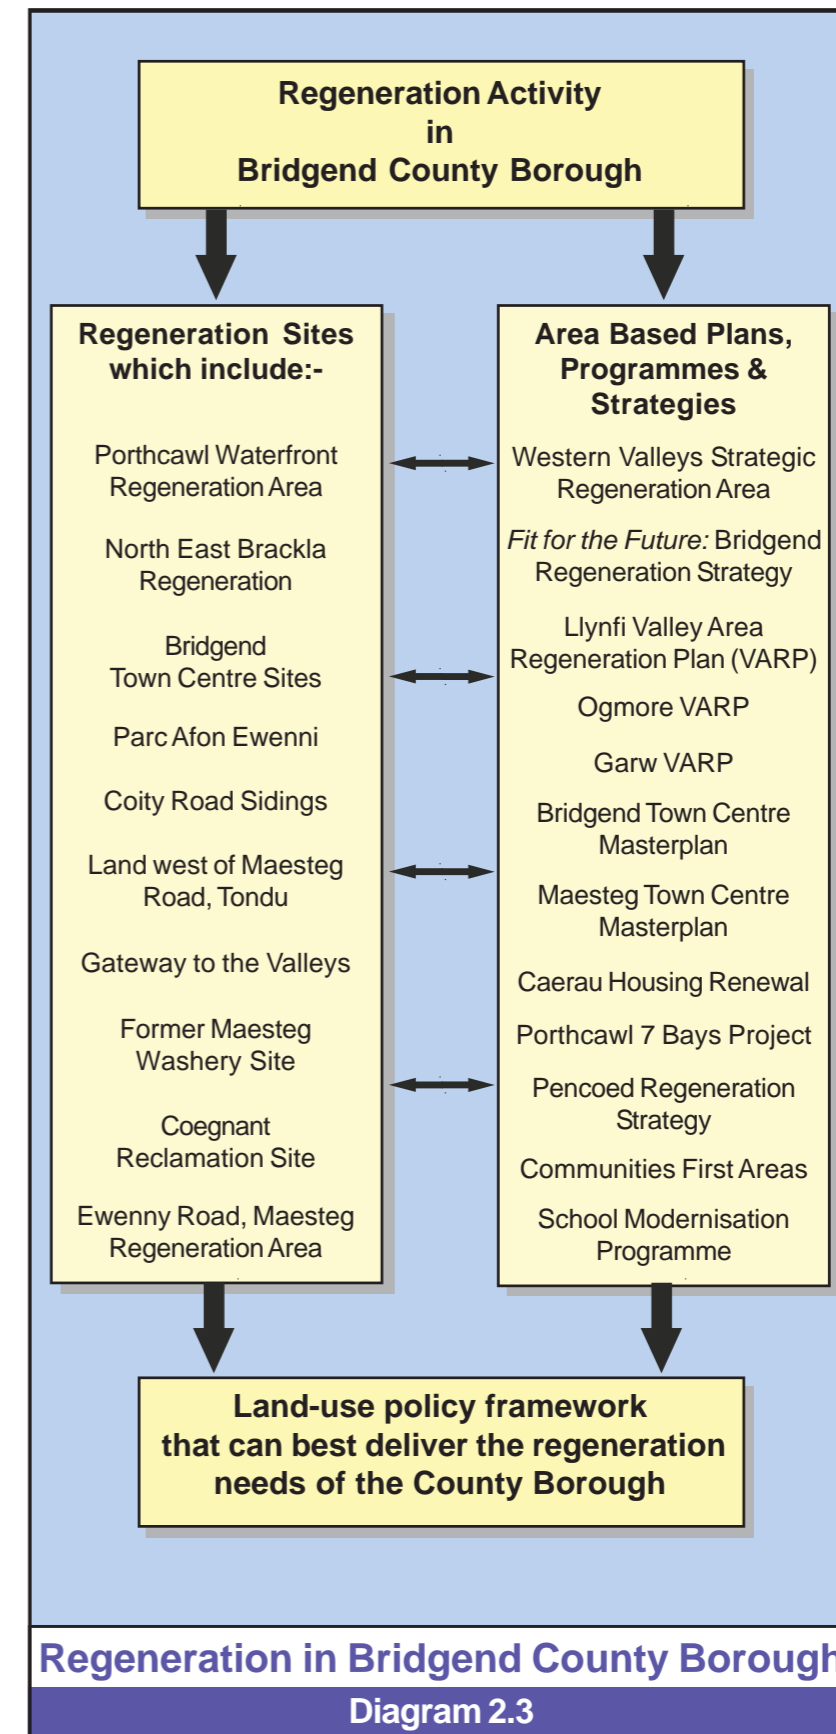 Regeneration Activity
in
Bridgend County Borough
Regeneration Sites
which include:-
Porthcawl Waterfront
Regeneration Area
North East Brackla
Regeneration
Bridgend
Town Centre Sites
Parc Afon Ewenni
Coity Road Sidings
Land west of Maesteg
Road, Tondu
Gateway to the Valleys
Former Maesteg
Washery Site
Coegnant
Reclamation Site
Ewenny Road, Maesteg
Regeneration Area
Area Based Plans,
Programmes &
Strategies
Western Valleys Strategic
Regeneration Area
Fit for the Future: Bridgend
Regeneration Strategy
Llynfi Valley Area
Regeneration Plan (VARP)
Ogmore VARP
Garw VARP
Bridgend Town Centre
Masterplan
Maesteg Town Centre
Masterplan
Caerau Housing Renewal
Porthcawl 7 Bays Project
Pencoed Regeneration
Strategy
Communities First Areas
School Modernisation
Programme
Land-use policy framework
that can best deliver the regeneration
needs of the County Borough
Regeneration in Bridgend County Borough
Diagram 2.3